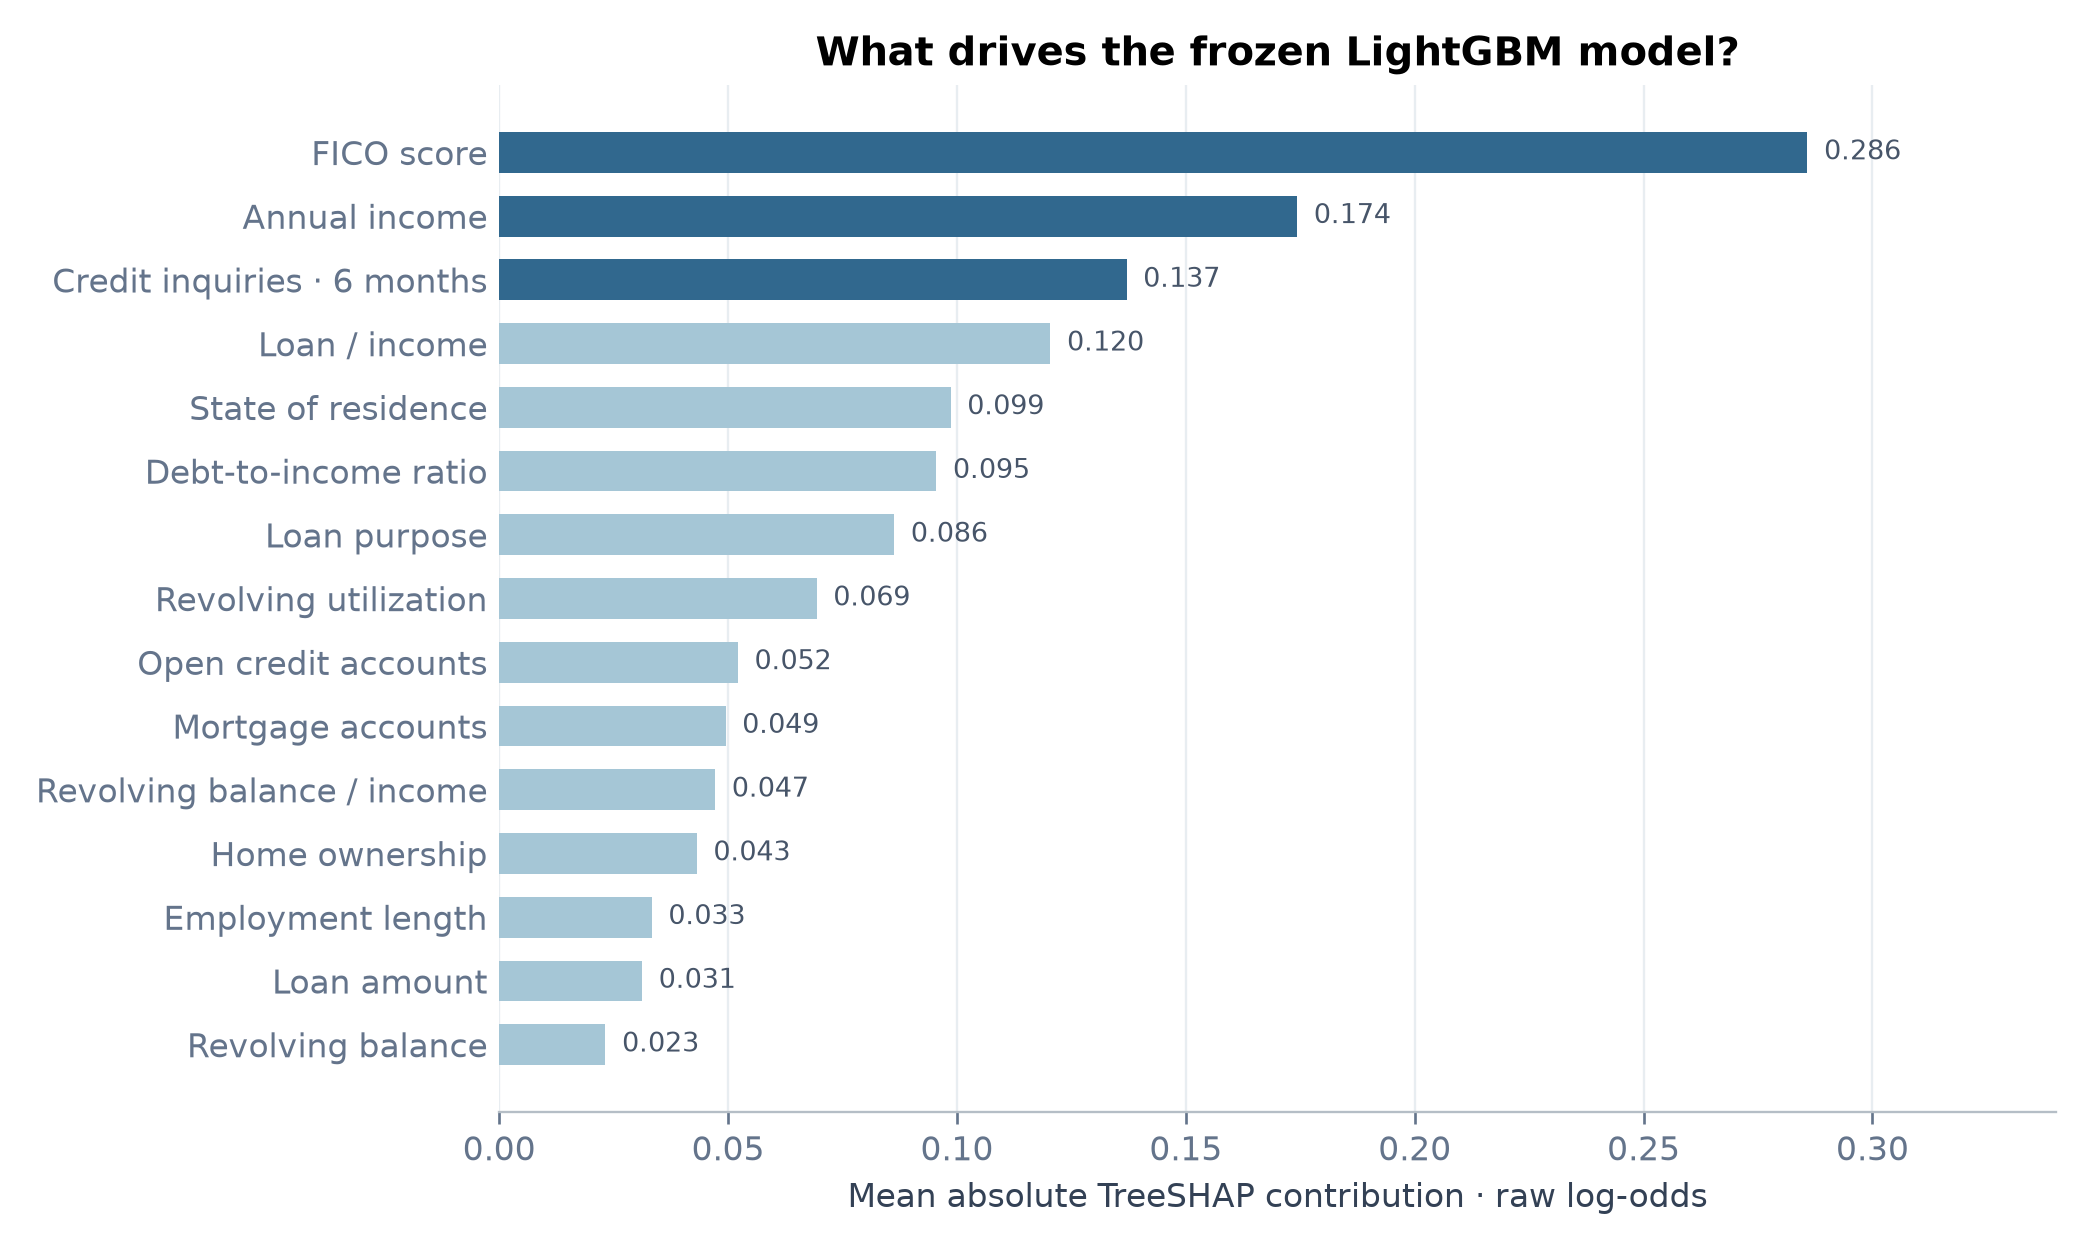 What drives the frozen LightGBM model?
FICO score 0.286
Annual income 0.174
Credit inquiries · 6 months 0.137
Loan / income 0.120
State of residence 0.099
Debt-to-income ratio 0.095
Loan purpose 0.086
Revolving utilization 0.069
Open credit accounts 0.052
Mortgage accounts 0.049
Revolving balance / income 0.047
Home ownership 0.043
Employment length 0.033
Loan amount 0.031
Revolving balance 0.023
0.00 0.05 0.10 0.15 0.20 0.25 0.30
Mean absolute TreeSHAP contribution · raw log-odds